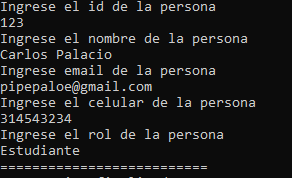 Ingrese el id de la persona
123
Ingrese el nombre de la persona
Carlos Palacio
Ingrese email de la persona
pipepaloe@gmail.com
Ingrese el celular de la persona
314543234
Ingrese el rol de la persona
Estudiante
==========================